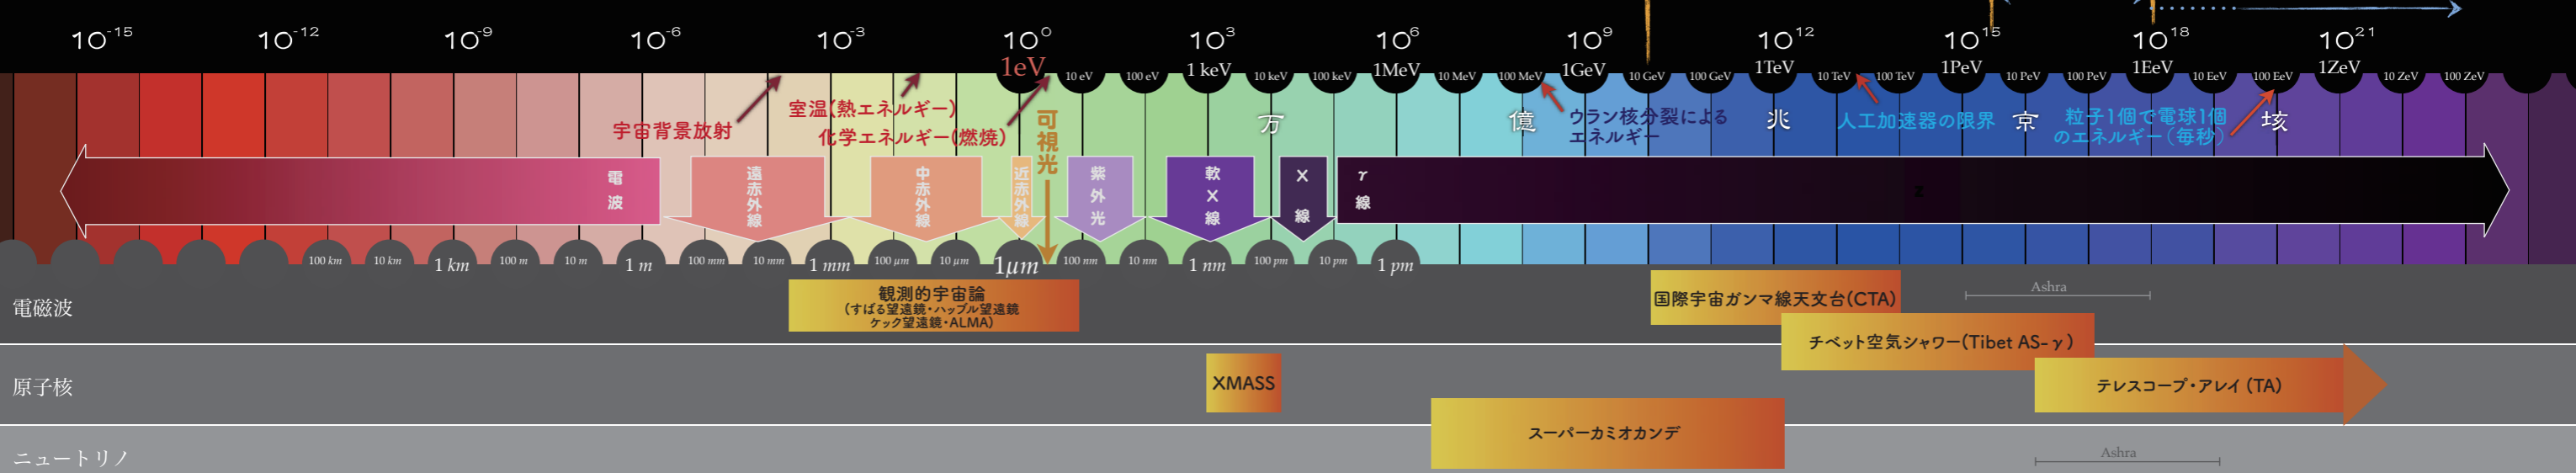 10-15 10-12 10-9 10-6 10-3 10⁰ 10³ 10⁶ 10⁹ 10¹² 10¹⁵ 10¹⁸ 10²¹
1eV 10 eV 100 eV 1 keV 10 keV 100 keV 1MeV 10 MeV 100 MeV 1GeV 10 GeV 100 GeV 1TeV 10 TeV 100 TeV 1PeV 10 PeV 100 PeV 1EeV 10 EeV 100 EeV 1ZeV 10 ZeV 100 ZeV
宇宙背景放射
室温(熱エネルギー)
化学エネルギー(燃焼)
可視光
万
億
ウラン核分裂による
エネルギー
兆
人工加速器の限界
京
粒子1個で電球1個
のエネルギー(毎秒)
垓
電波
遠赤外線
中赤外線
近赤外線
紫外光
軟X線
X線
γ線
100 km 10 km 1 km 100 m 10 m 1 m 100 mm 10 mm 1 mm 100 μm 10 μm 1μm 100 nm 10 nm 1 nm 100 pm 10 pm 1 pm
電磁波
観測的宇宙論
(すばる望遠鏡・ハッブル望遠鏡
ケック望遠鏡・ALMA)
国際宇宙ガンマ線天文台(CTA)
Ashra
チベット空気シャワー(Tibet AS-γ)
原子核
XMASS
テレスコープ・アレイ(TA)
スーパーカミオカンデ
ニュートリノ
Ashra